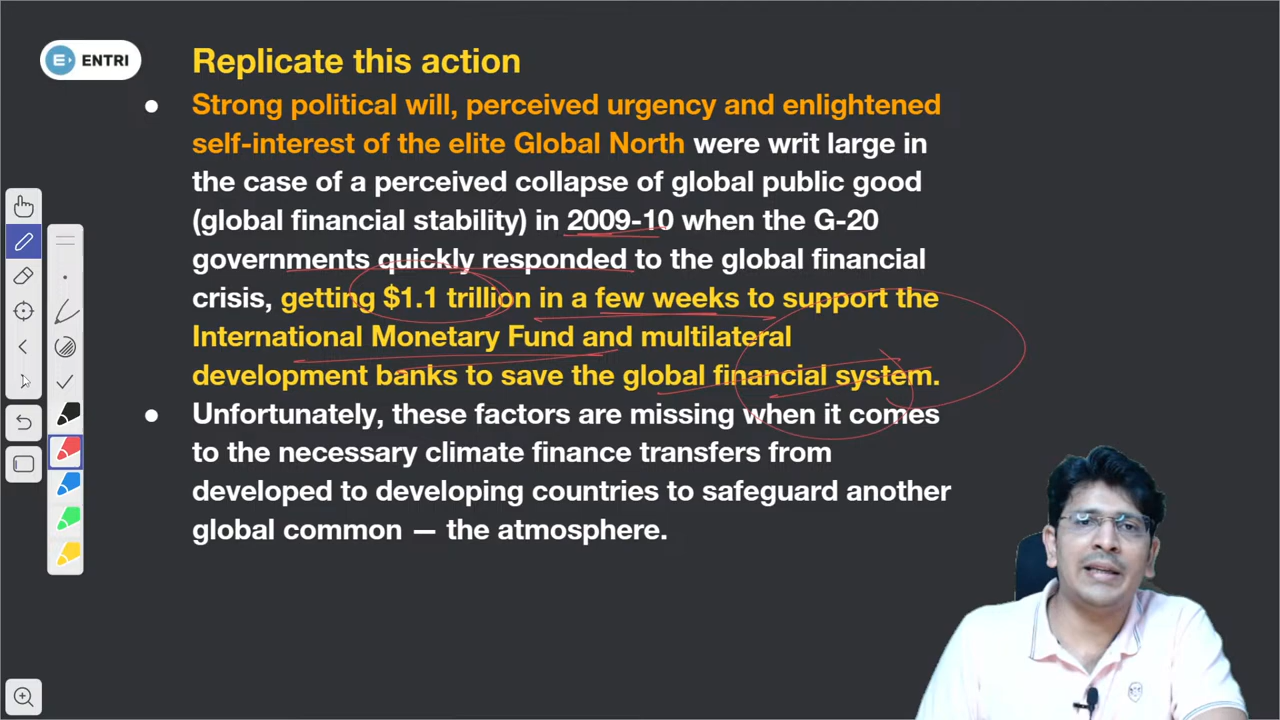 ENTRI
Replicate this action
● Strong political will, perceived urgency and enlightened
self-interest of the elite Global North were writ large in
the case of a perceived collapse of global public good
(global financial stability) in 2009-10 when the G-20
governments quickly responded to the global financial
crisis, getting $1.1 trillion in a few weeks to support the
International Monetary Fund and multilateral
development banks to save the global financial system.
● Unfortunately, these factors are missing when it comes
to the necessary climate finance transfers from
developed to developing countries to safeguard another
global common — the atmosphere.